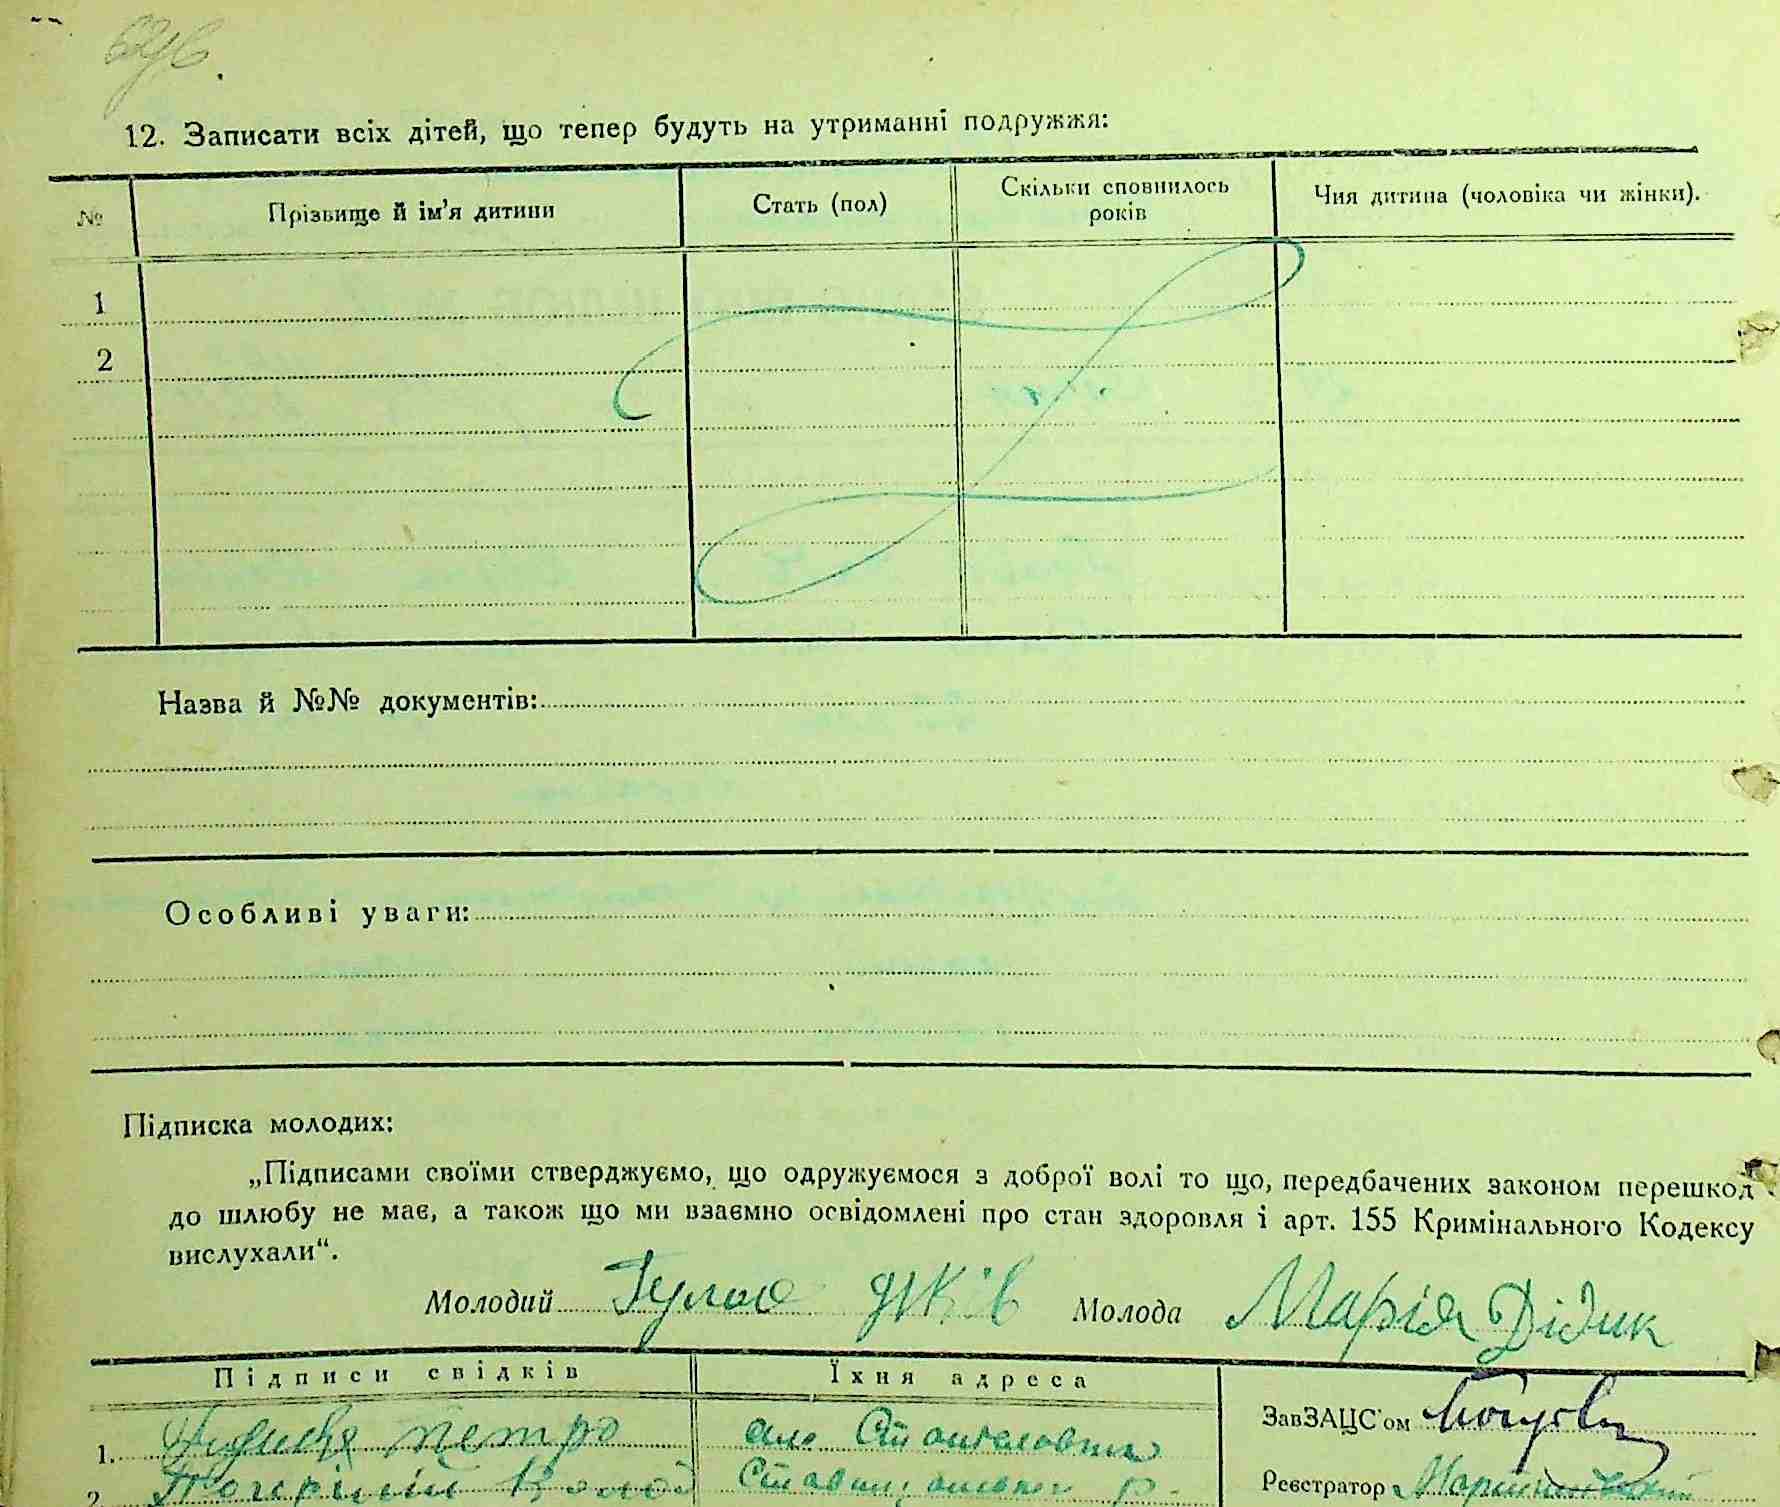 12. Записати всіх дітей, що тепер будуть на утриманні подружжя:
№ Прізвище й ім'я дитини Стать (пол) Скільки сповнилось років Чия дитина (чоловіка чи жінки).
1
2
Назва й №№ документів:
Особливі уваги:
Підписка молодих:
„Підписами своїми стверджуємо, що одружуємося з доброї волі то що, передбачених законом перешкод
до шлюбу не має, а також що ми взаємно освідомлені про стан здоровля і арт. 155 Кримінального Кодексу
вислухали“.
Молодий Молода Марія Дідик
Підписи свідків Їхня адреса
ЗавЗАЦС'ом
1. Петро
Реєстратор
2.